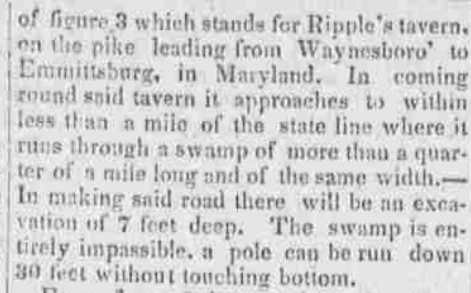 of figure 3 which stands for Ripple's tavern,
on the pike leading from Waynesboro' to
Emmittsburg, in Maryland. In coming
round said tavern it approaches to within
less than a mile of the state line where it
runs through a swamp of more than a quar-
ter of a mile long and of the same width.—
In making said road there will be an exca-
vation of 7 feet deep. The swamp is en-
tirely impassible, a pole can be run down
30 feet without touching bottom.